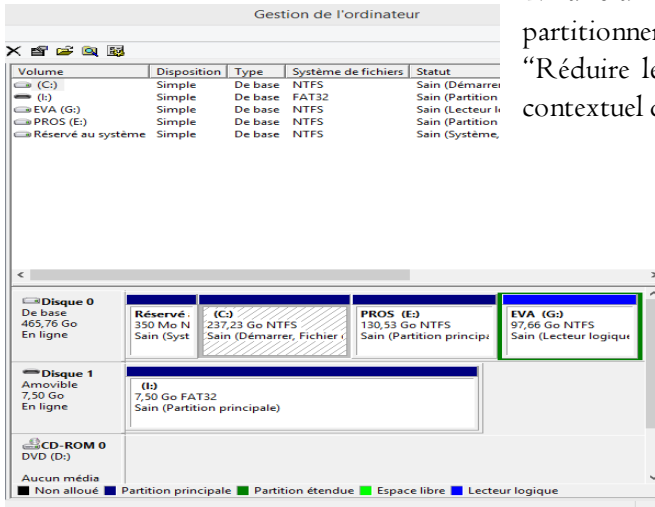 Gestion de l'ordinateur
partitionner
“Réduire le
contextuel d
Volume Disposition Type Système de fichiers Statut
(C:) Simple De base NTFS Sain (Démarrer
(I:) Simple De base FAT32 Sain (Partition
EVA (G:) Simple De base NTFS Sain (Lecteur l
PROS (E:) Simple De base NTFS Sain (Partition
Réservé au système Simple De base NTFS Sain (Système,
Disque 0
De base
465,76 Go
En ligne
Réservé
350 Mo N
Sain (Syst
(C:)
237,23 Go NTFS
Sain (Démarrer, Fichier
PROS (E:)
130,53 Go NTFS
Sain (Partition principa
EVA (G:)
97,66 Go NTFS
Sain (Lecteur logique
Disque 1
Amovible
7,50 Go
En ligne
(I:)
7,50 Go FAT32
Sain (Partition principale)
CD-ROM 0
DVD (D:)
Aucun média
Non alloué Partition principale Partition étendue Espace libre Lecteur logique